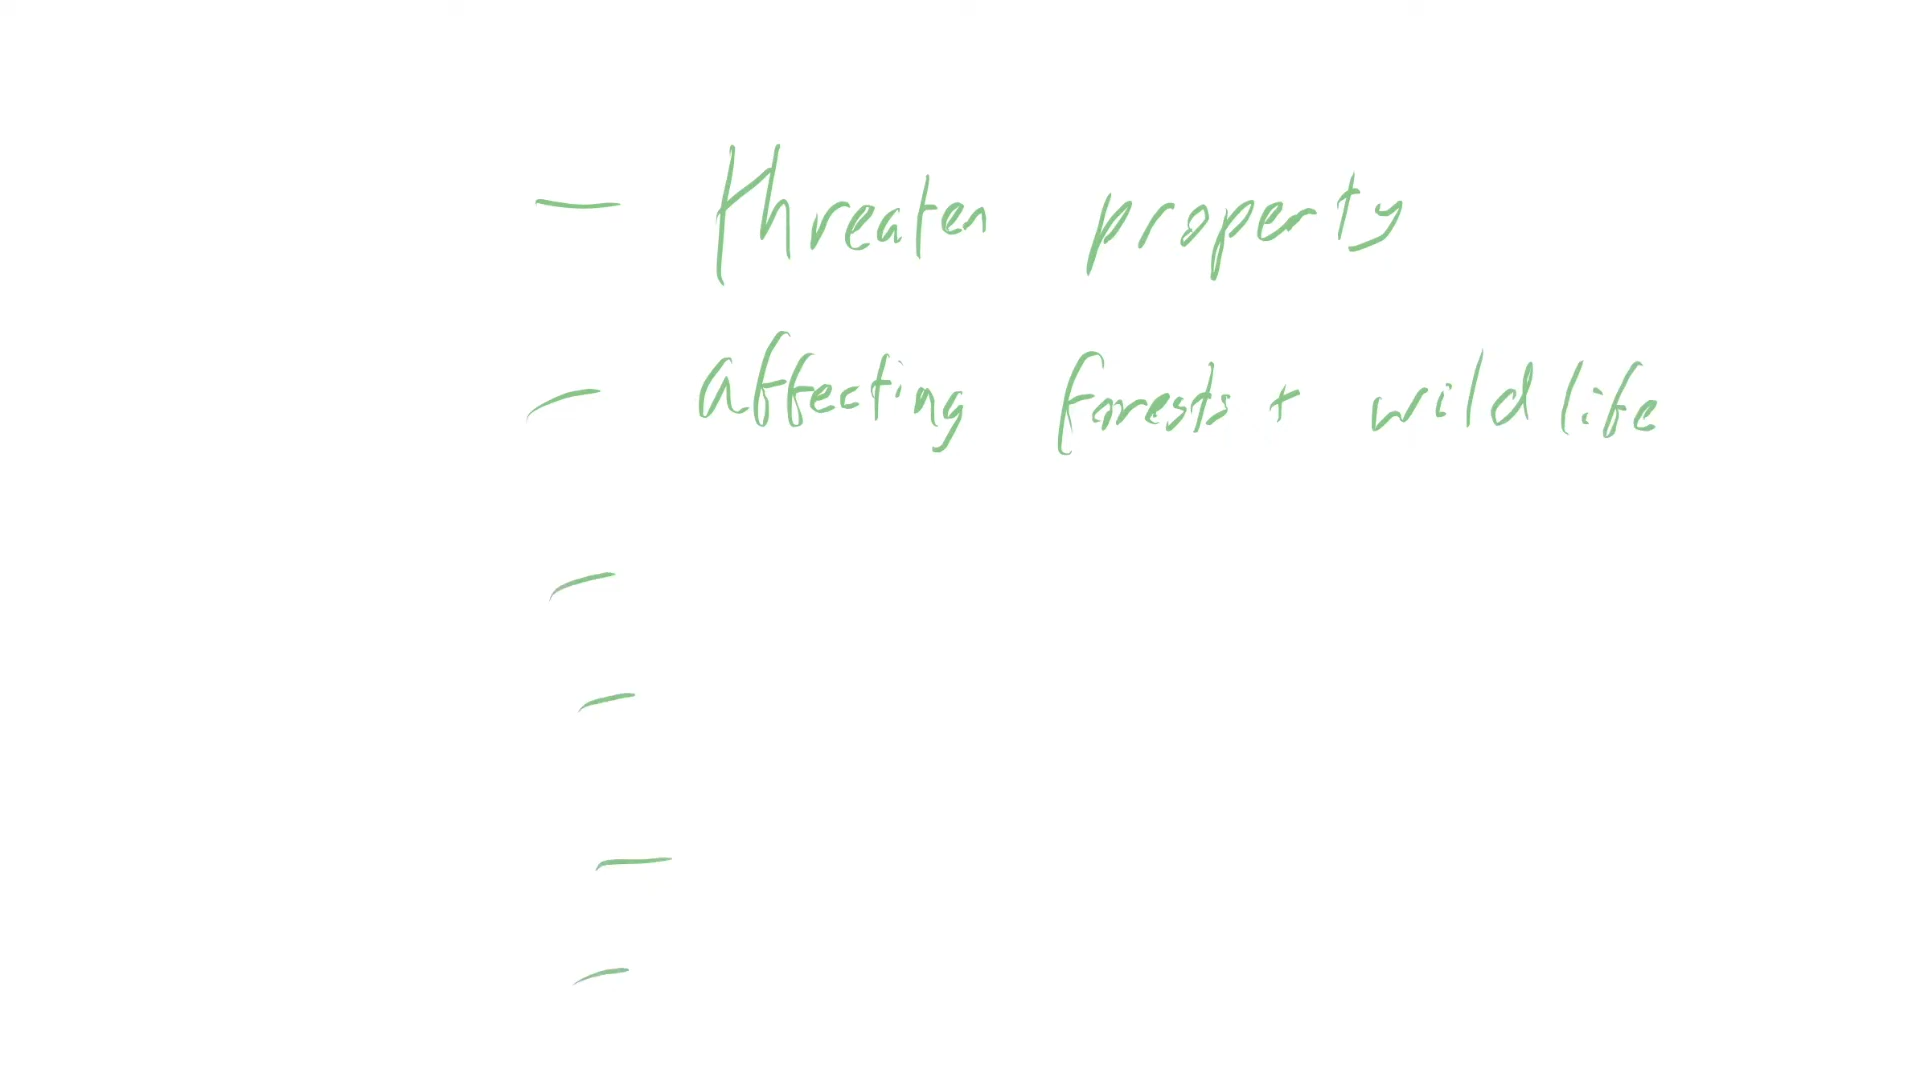 - threaten property
- affecting forests + wildlife
-
-
-
-